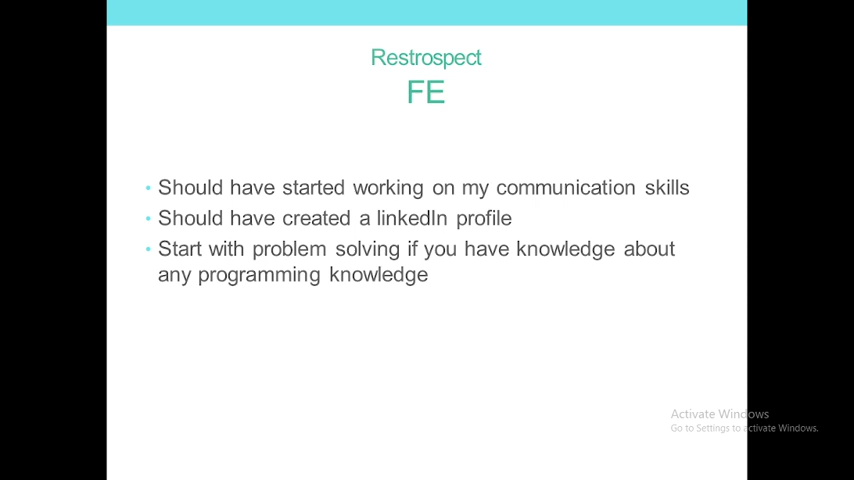 Restrospect
FE
• Should have started working on my communication skills
• Should have created a linkedIn profile
• Start with problem solving if you have knowledge about
any programming knowledge
Activate Windows
Go to Settings to activate Windows.